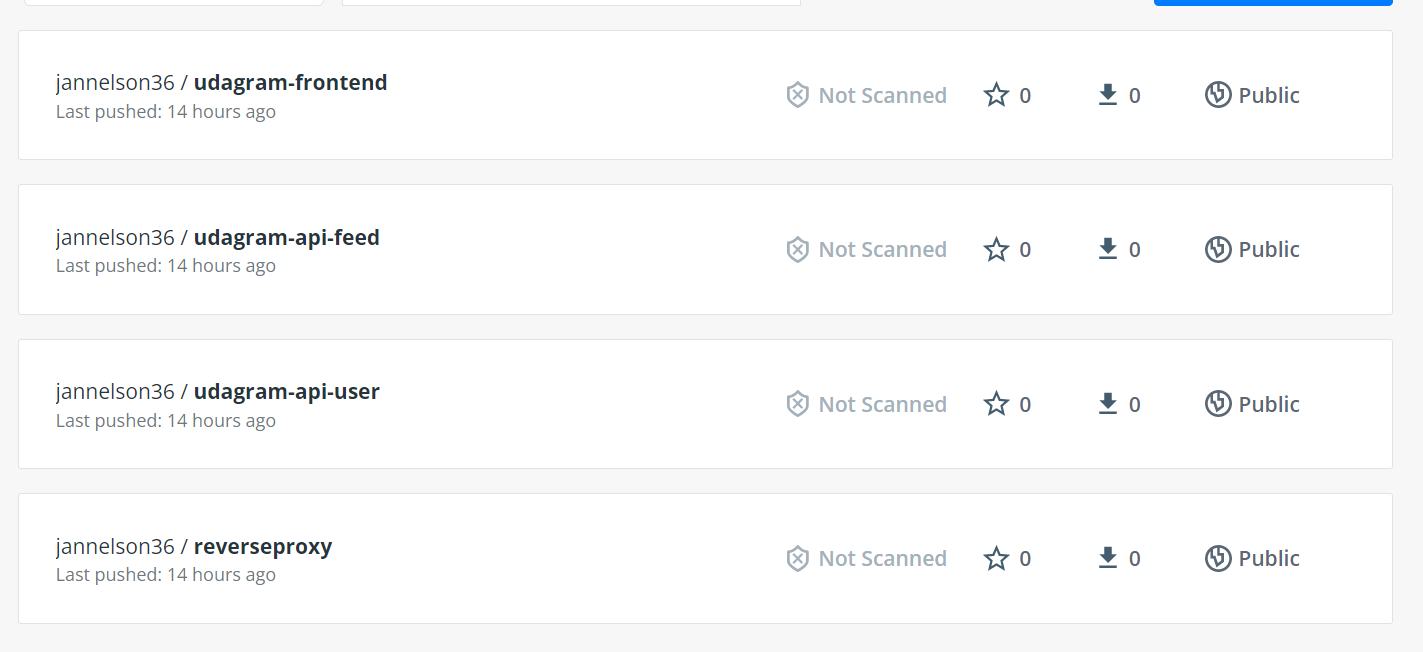 jannelson36 / udagram-frontend
Last pushed: 14 hours ago
Not Scanned
0
0
Public
jannelson36 / udagram-api-feed
Last pushed: 14 hours ago
Not Scanned
0
0
Public
jannelson36 / udagram-api-user
Last pushed: 14 hours ago
Not Scanned
0
0
Public
jannelson36 / reverseproxy
Last pushed: 14 hours ago
Not Scanned
0
0
Public